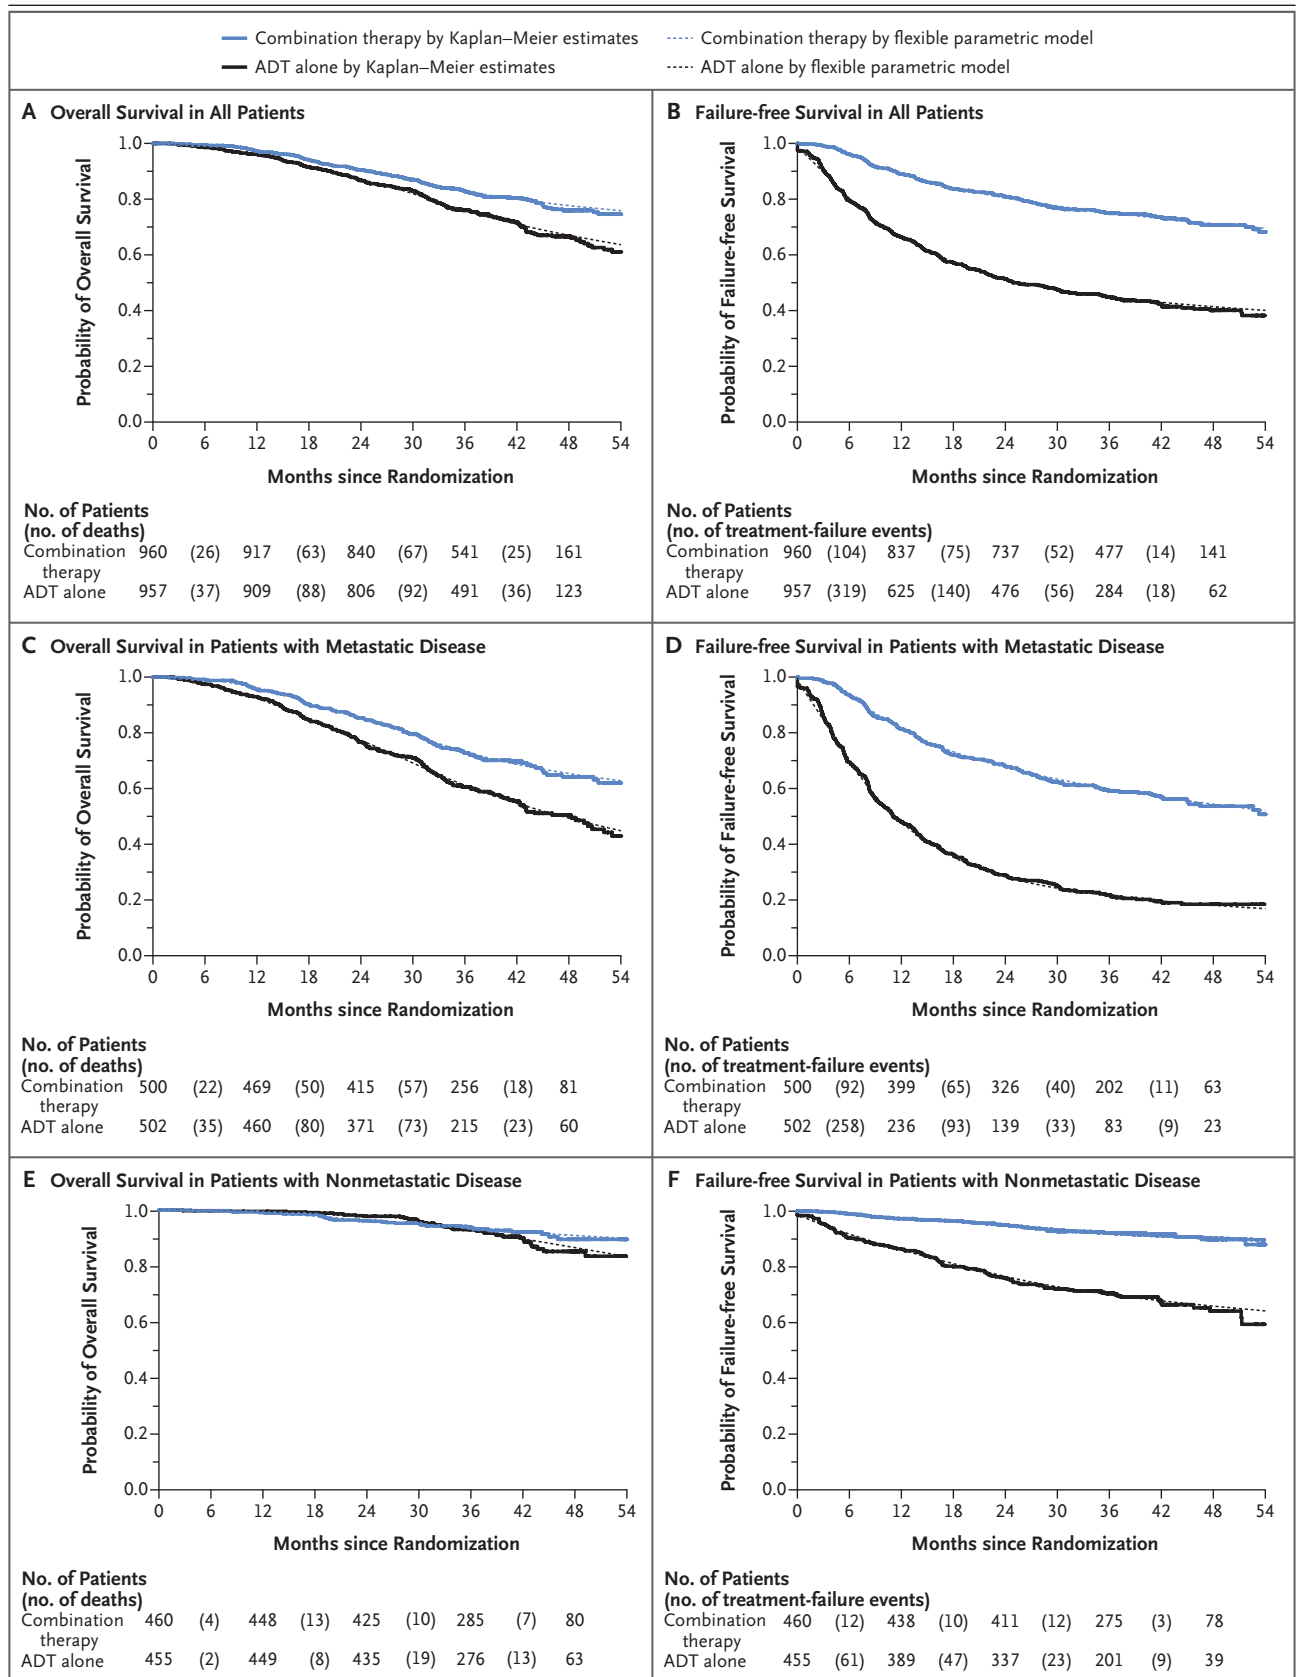 Combination therapy by Kaplan–Meier estimates Combination therapy by flexible parametric model
ADT alone by Kaplan–Meier estimates ADT alone by flexible parametric model
A Overall Survival in All Patients
Probability of Overall Survival
1.0
0.8
0.6
0.4
0.2
0.0
0 6 12 18 24 30 36 42 48 54
Months since Randomization
No. of Patients
(no. of deaths)
Combination 960 (26) 917 (63) 840 (67) 541 (25) 161
therapy
ADT alone 957 (37) 909 (88) 806 (92) 491 (36) 123
B Failure-free Survival in All Patients
Probability of Failure-free Survival
1.0
0.8
0.6
0.4
0.2
0.0
0 6 12 18 24 30 36 42 48 54
Months since Randomization
No. of Patients
(no. of treatment-failure events)
Combination 960 (104) 837 (75) 737 (52) 477 (14) 141
therapy
ADT alone 957 (319) 625 (140) 476 (56) 284 (18) 62
C Overall Survival in Patients with Metastatic Disease
Probability of Overall Survival
1.0
0.8
0.6
0.4
0.2
0.0
0 6 12 18 24 30 36 42 48 54
Months since Randomization
No. of Patients
(no. of deaths)
Combination 500 (22) 469 (50) 415 (57) 256 (18) 81
therapy
ADT alone 502 (35) 460 (80) 371 (73) 215 (23) 60
D Failure-free Survival in Patients with Metastatic Disease
Probability of Failure-free Survival
1.0
0.8
0.6
0.4
0.2
0.0
0 6 12 18 24 30 36 42 48 54
Months since Randomization
No. of Patients
(no. of treatment-failure events)
Combination 500 (92) 399 (65) 326 (40) 202 (11) 63
therapy
ADT alone 502 (258) 236 (93) 139 (33) 83 (9) 23
E Overall Survival in Patients with Nonmetastatic Disease
Probability of Overall Survival
1.0
0.8
0.6
0.4
0.2
0.0
0 6 12 18 24 30 36 42 48 54
Months since Randomization
No. of Patients
(no. of deaths)
Combination 460 (4) 448 (13) 425 (10) 285 (7) 80
therapy
ADT alone 455 (2) 449 (8) 435 (19) 276 (13) 63
F Failure-free Survival in Patients with Nonmetastatic Disease
Probability of Failure-free Survival
1.0
0.8
0.6
0.4
0.2
0.0
0 6 12 18 24 30 36 42 48 54
Months since Randomization
No. of Patients
(no. of treatment-failure events)
Combination 460 (12) 438 (10) 411 (12) 275 (3) 78
therapy
ADT alone 455 (61) 389 (47) 337 (23) 201 (9) 39